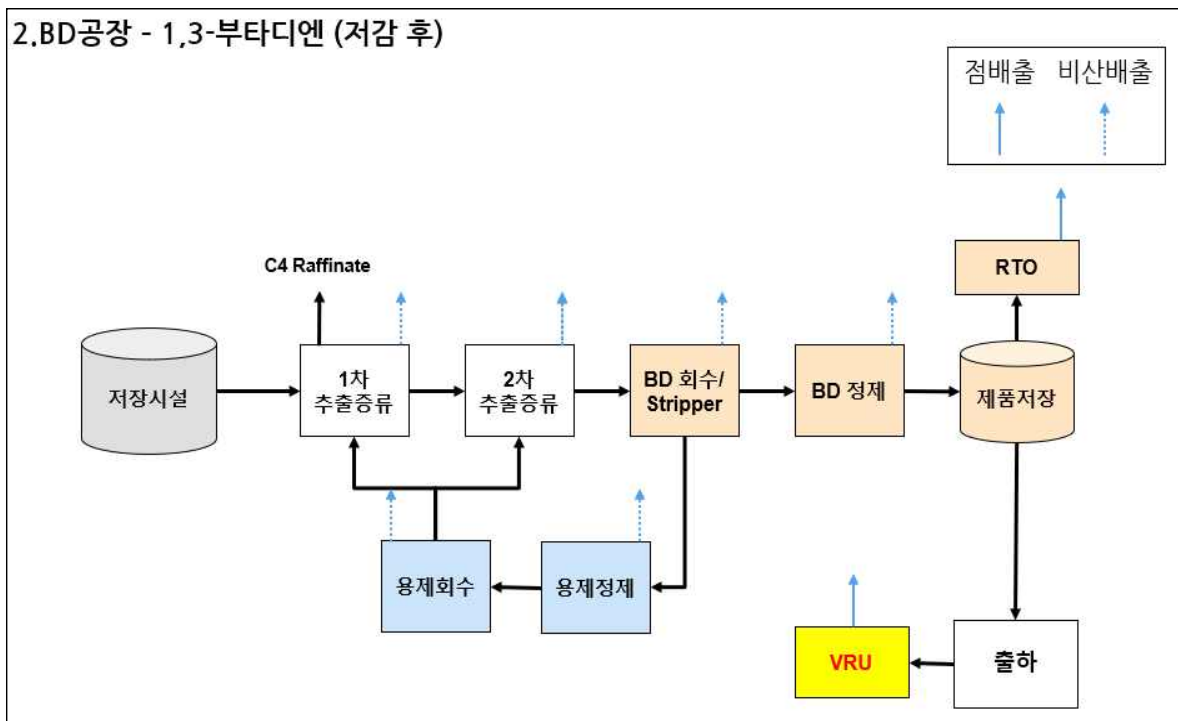 2.BD공장 - 1,3-부타디엔 (저감 후)
점배출 비산배출
RTO
C4 Raffinate
저장시설
1차
추출증류
2차
추출증류
BD 회수/
Stripper
BD 정제
제품저장
용제회수
용제정제
VRU
출하